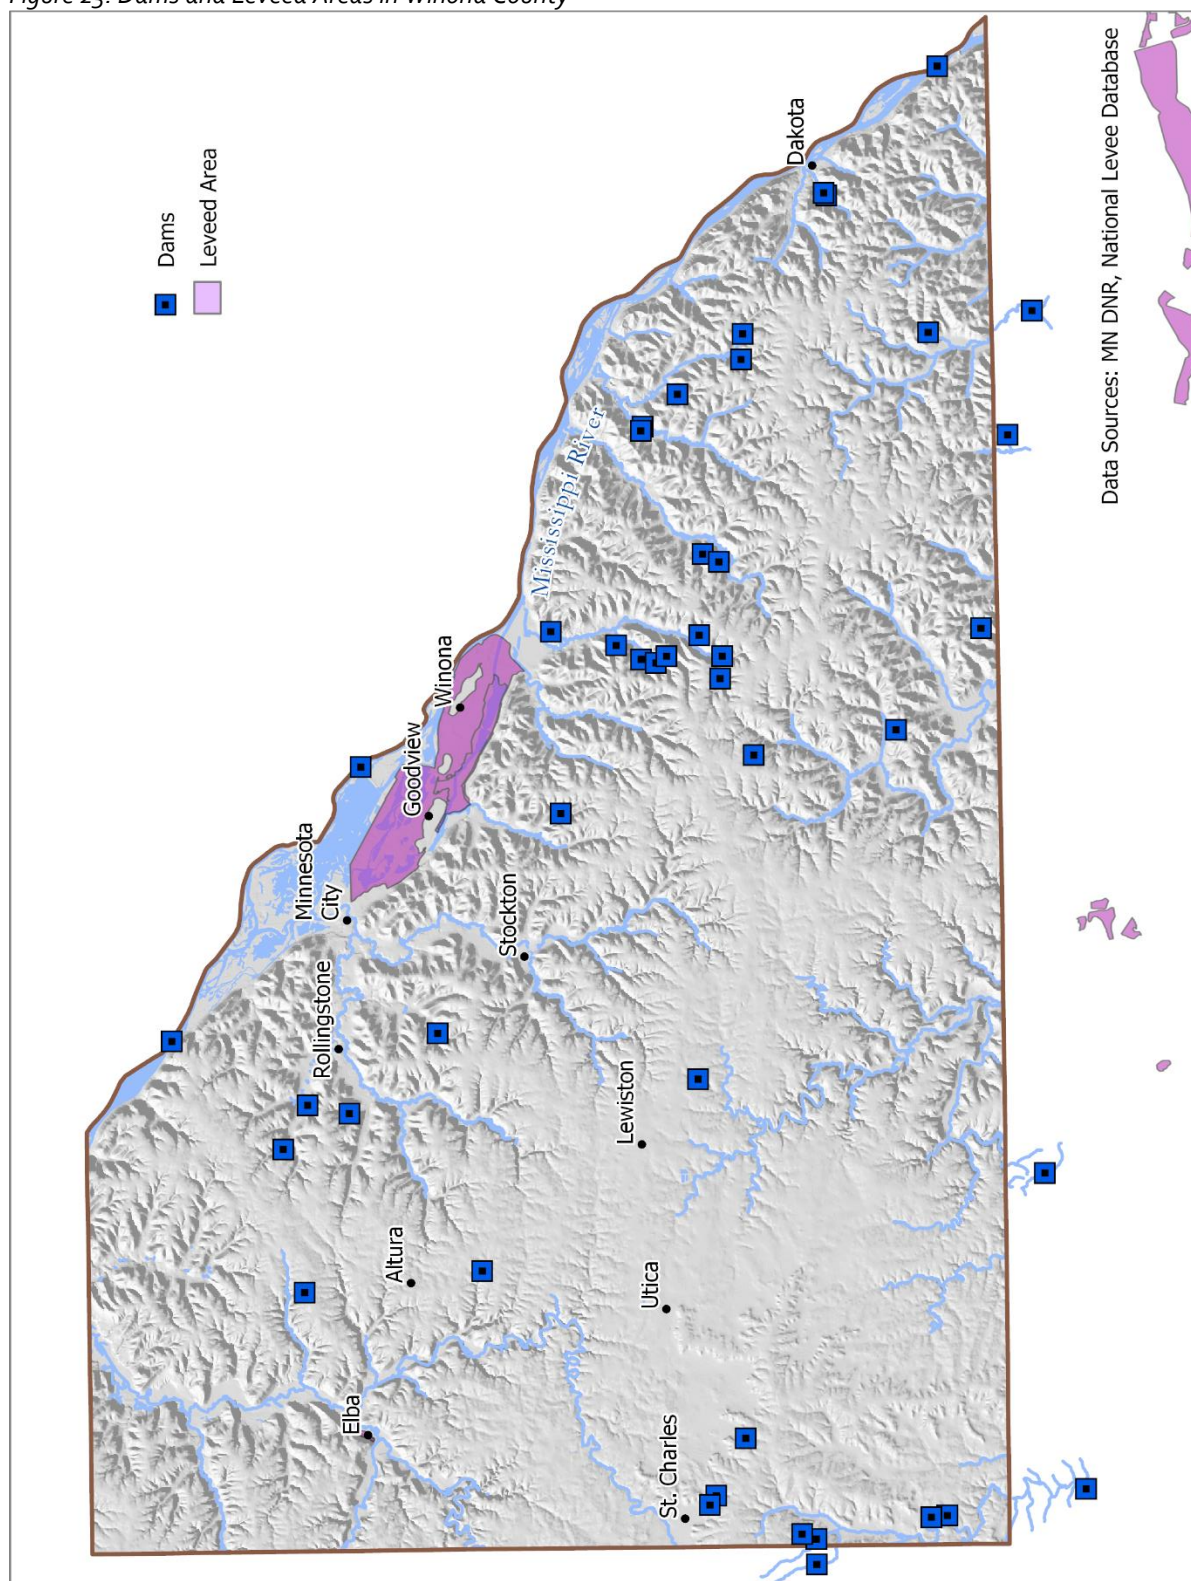 Figure 23: Dams and Leveed Areas in Winona County
Dams
Leveed Area
Dakota
Mississippi River
Winona
Goodview
Minnesota
City
Rollingstone
Stockton
Lewiston
Altura
Utica
Elba
St. Charles
Data Sources: MN DNR, National Levee Database